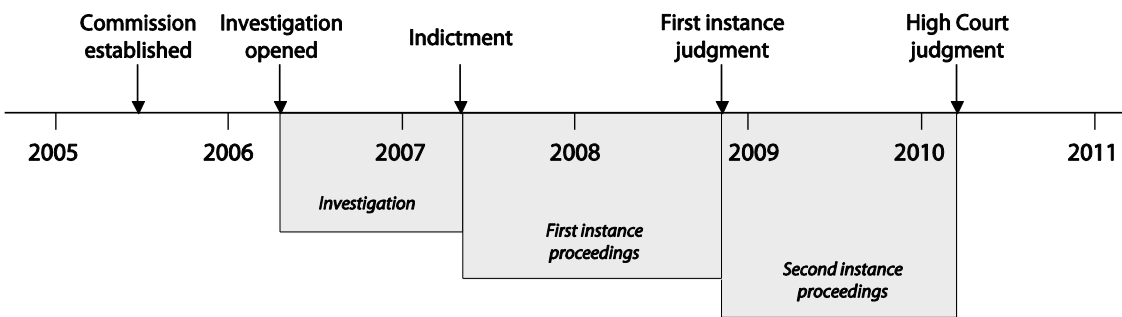 Commission
established
Investigation
opened
Indictment
First instance
judgment
High Court
judgment
2005
2006
2007
2008
2009
2010
2011
Investigation
First instance
proceedings
Second instance
proceedings